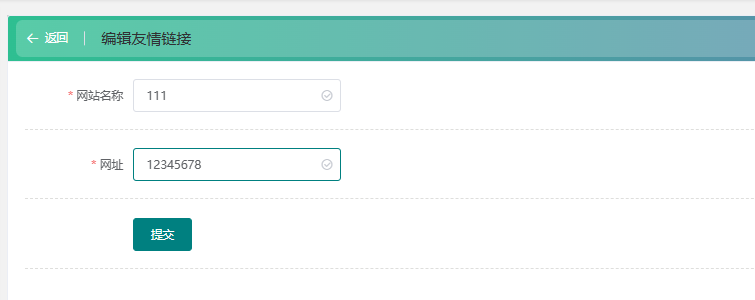 返回 | 编辑友情链接
* 网站名称 111
* 网址 12345678
提交